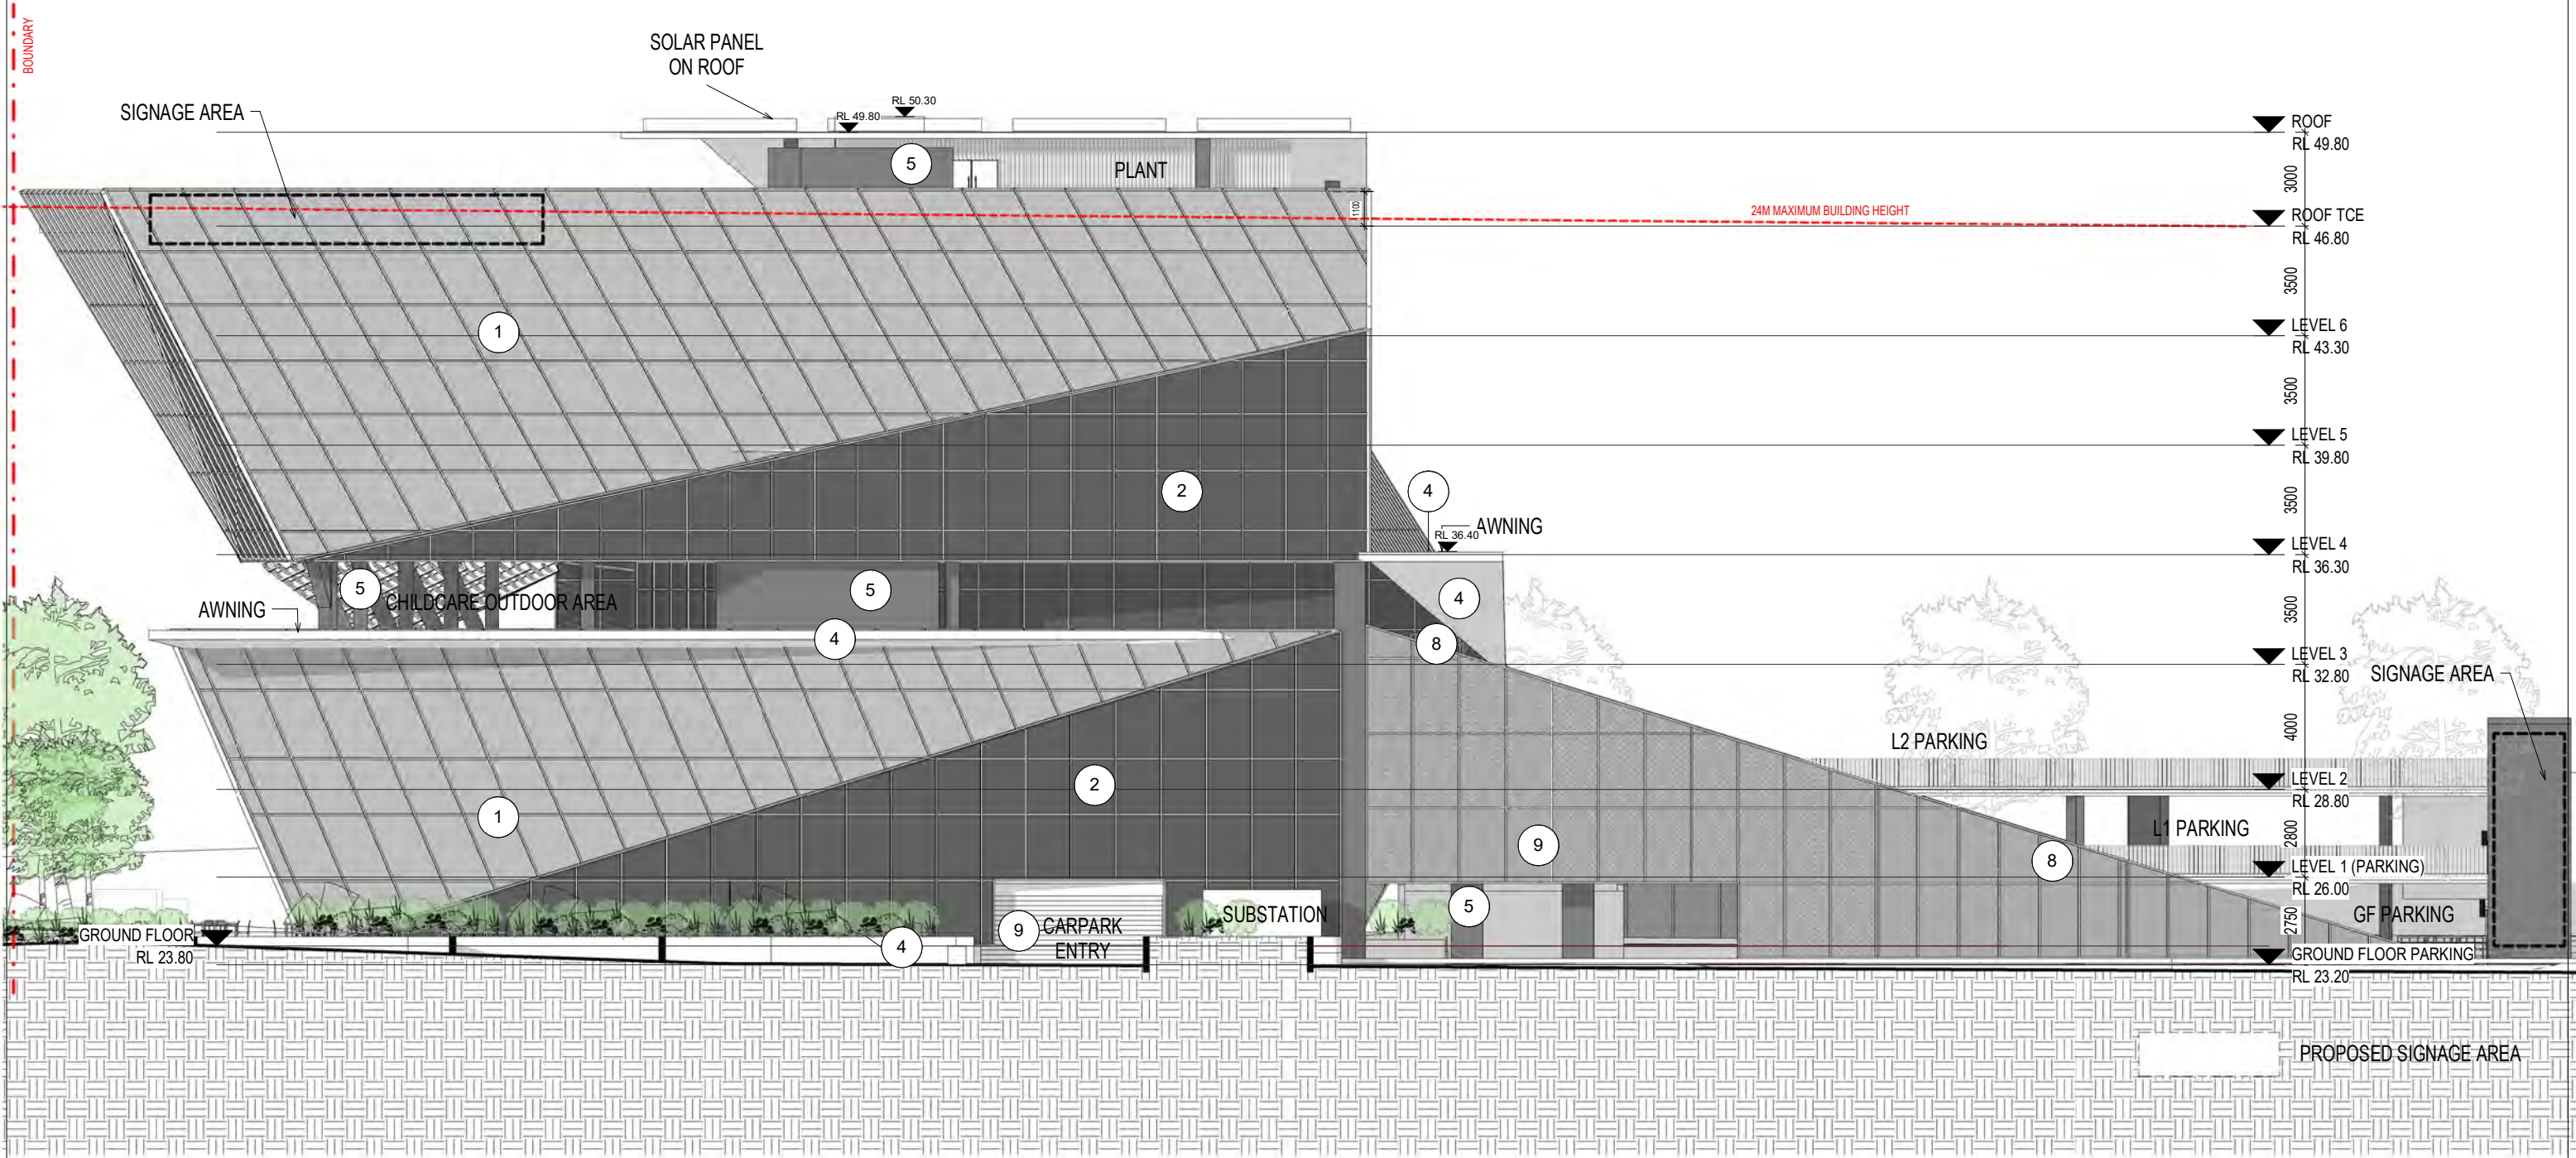 BOUNDARY
SOLAR PANEL
ON ROOF
SIGNAGE AREA
RL 50.30
RL 49.80
ROOF
RL 49.80
5
PLANT
3000
1100
24M MAXIMUM BUILDING HEIGHT
ROOF TCE
RL 46.80
3500
1
LEVEL 6
RL 43.30
3500
LEVEL 5
RL 39.80
2
4
3500
AWNING
RL 36.40
LEVEL 4
RL 36.30
5
CHILDCARE OUTDOOR AREA
5
4
3500
AWNING
4
8
LEVEL 3
RL 32.80
SIGNAGE AREA
4000
L2 PARKING
2
LEVEL 2
RL 28.80
1
L1 PARKING
2800
9
8
LEVEL 1 (PARKING)
RL 26.00
5
SUBSTATION
GF PARKING
2750
9
CARPARK
ENTRY
GROUND FLOOR
RL 23.80
4
GROUND FLOOR PARKING
RL 23.20
PROPOSED SIGNAGE AREA